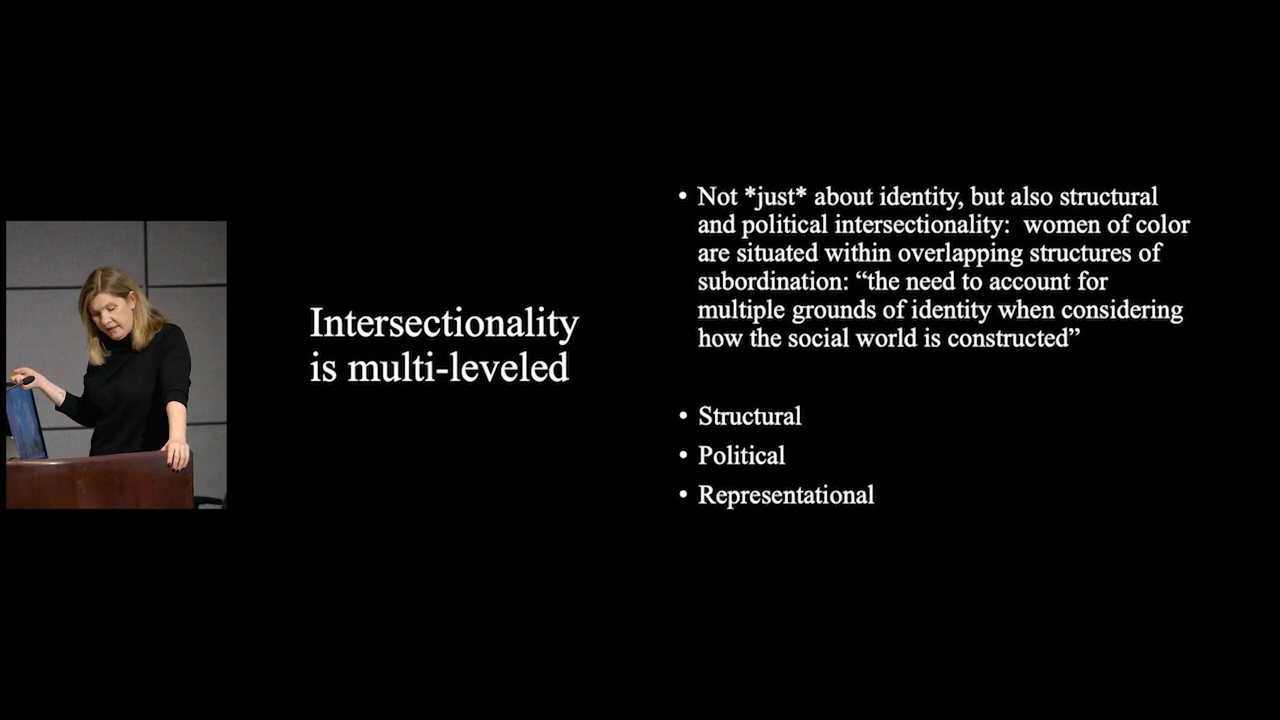 Intersectionality
is multi-leveled
• Not *just* about identity, but also structural
and political intersectionality:  women of color
are situated within overlapping structures of
subordination: “the need to account for
multiple grounds of identity when considering
how the social world is constructed”
• Structural
• Political
• Representational